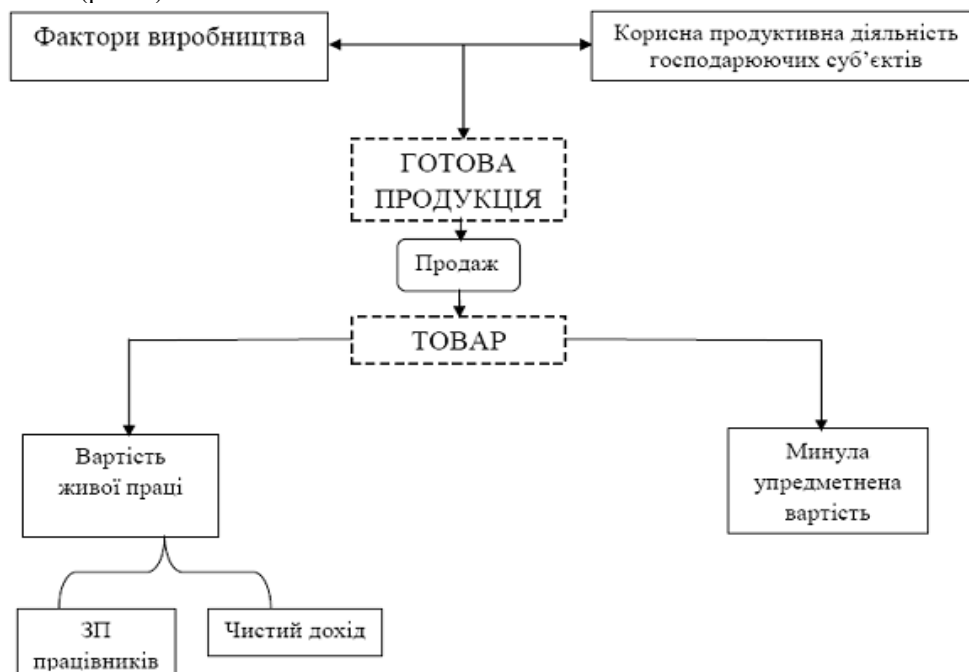 Фактори виробництва
Корисна продуктивна діяльність
господарюючих суб’єктів
ГОТОВА
ПРОДУКЦІЯ
Продаж
ТОВАР
Вартість
живої праці
Минула
упредметнена
вартість
ЗП
працівників
Чистий дохід